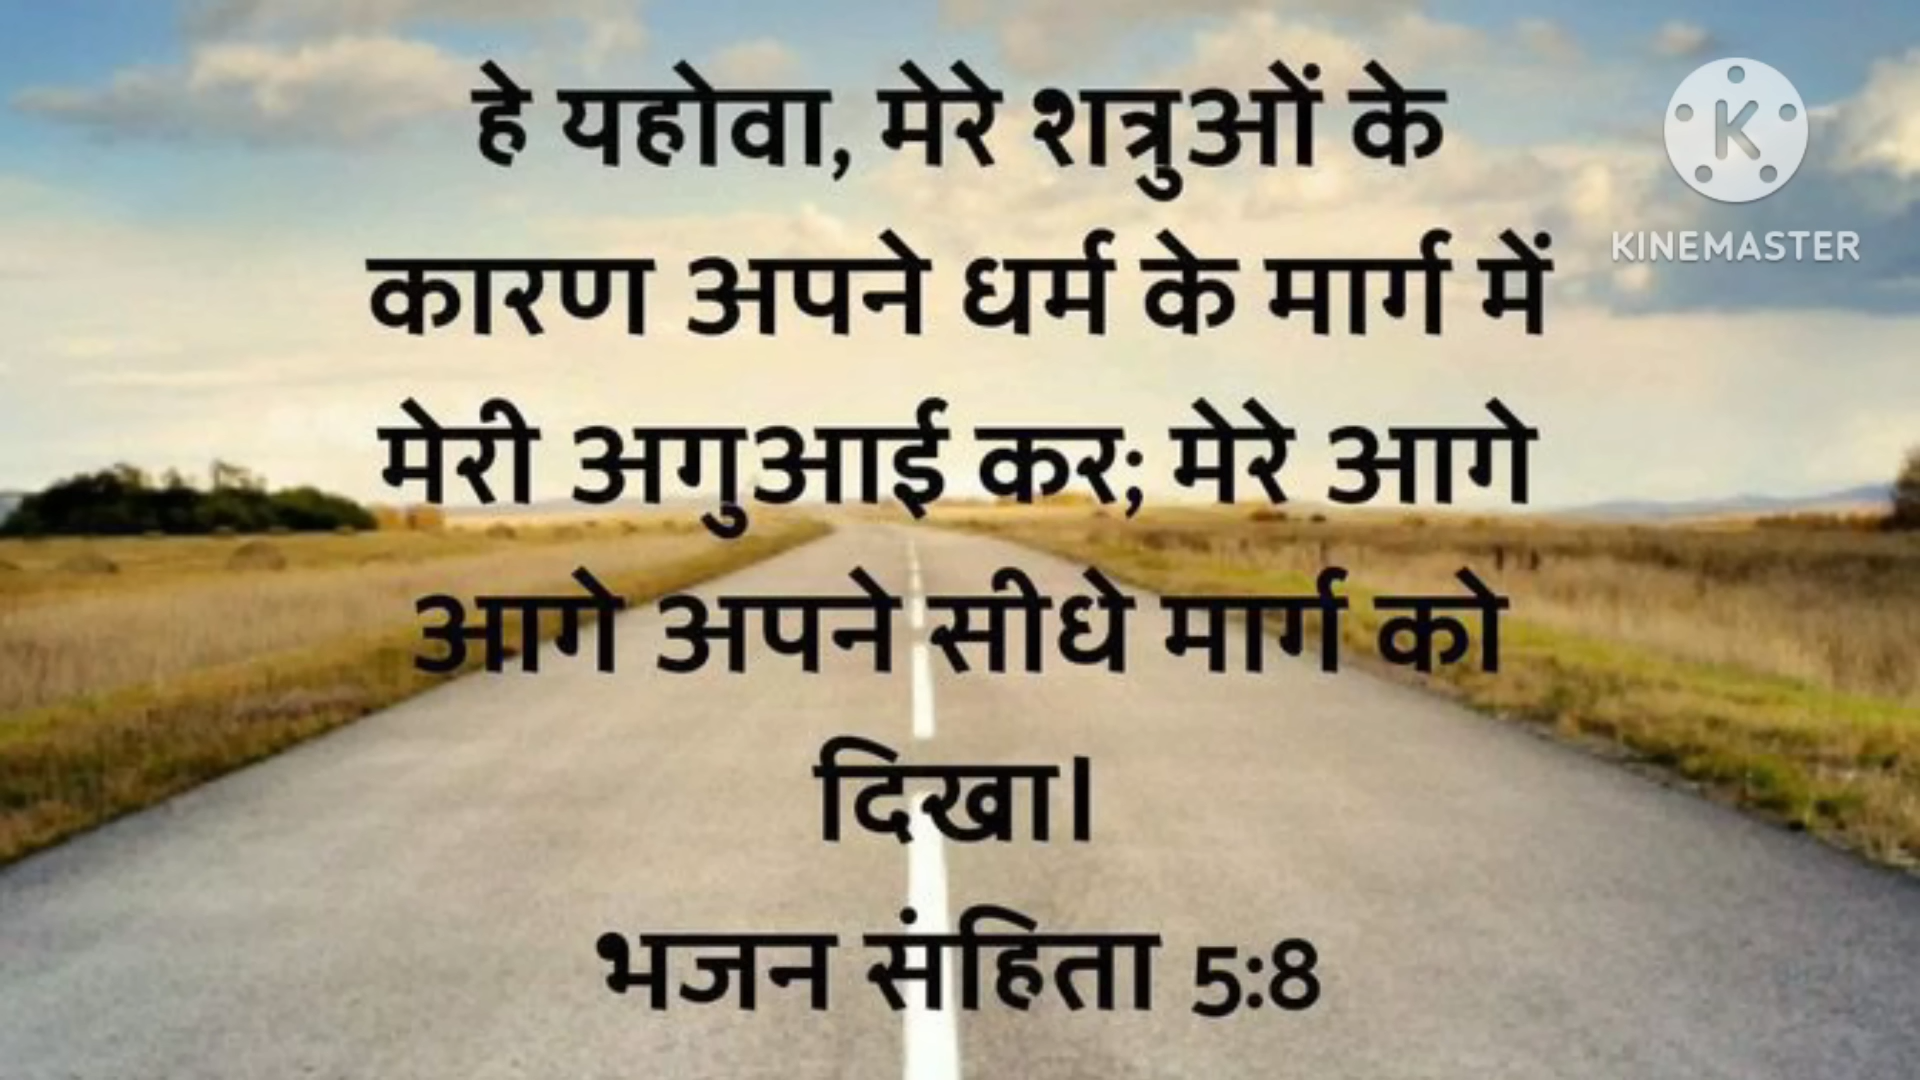 हे यहोवा, मेरे शत्रुओं के
कारण अपने धर्म के मार्ग में
मेरी अगुआई कर; मेरे आगे
आगे अपने सीधे मार्ग को
दिखा।
भजन संहिता 5:8
K
KINEMASTER